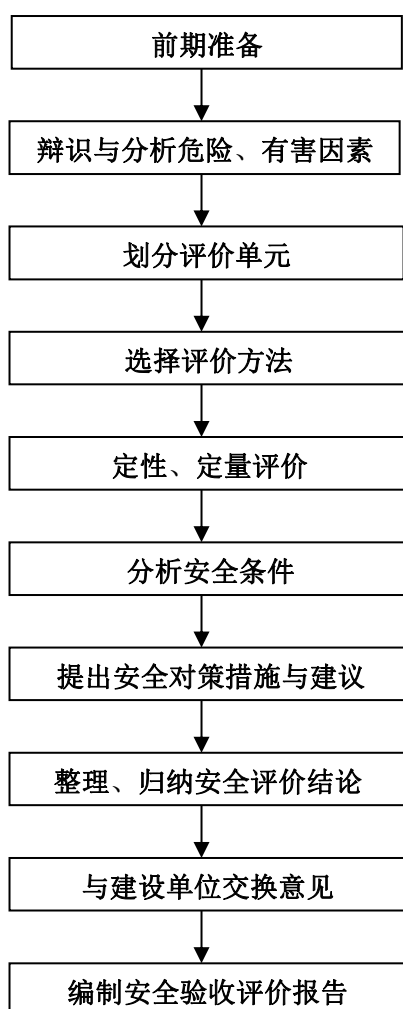 前期准备
辩识与分析危险、有害因素
划分评价单元
选择评价方法
定性、定量评价
分析安全条件
提出安全对策措施与建议
整理、归纳安全评价结论
与建设单位交换意见
编制安全验收评价报告